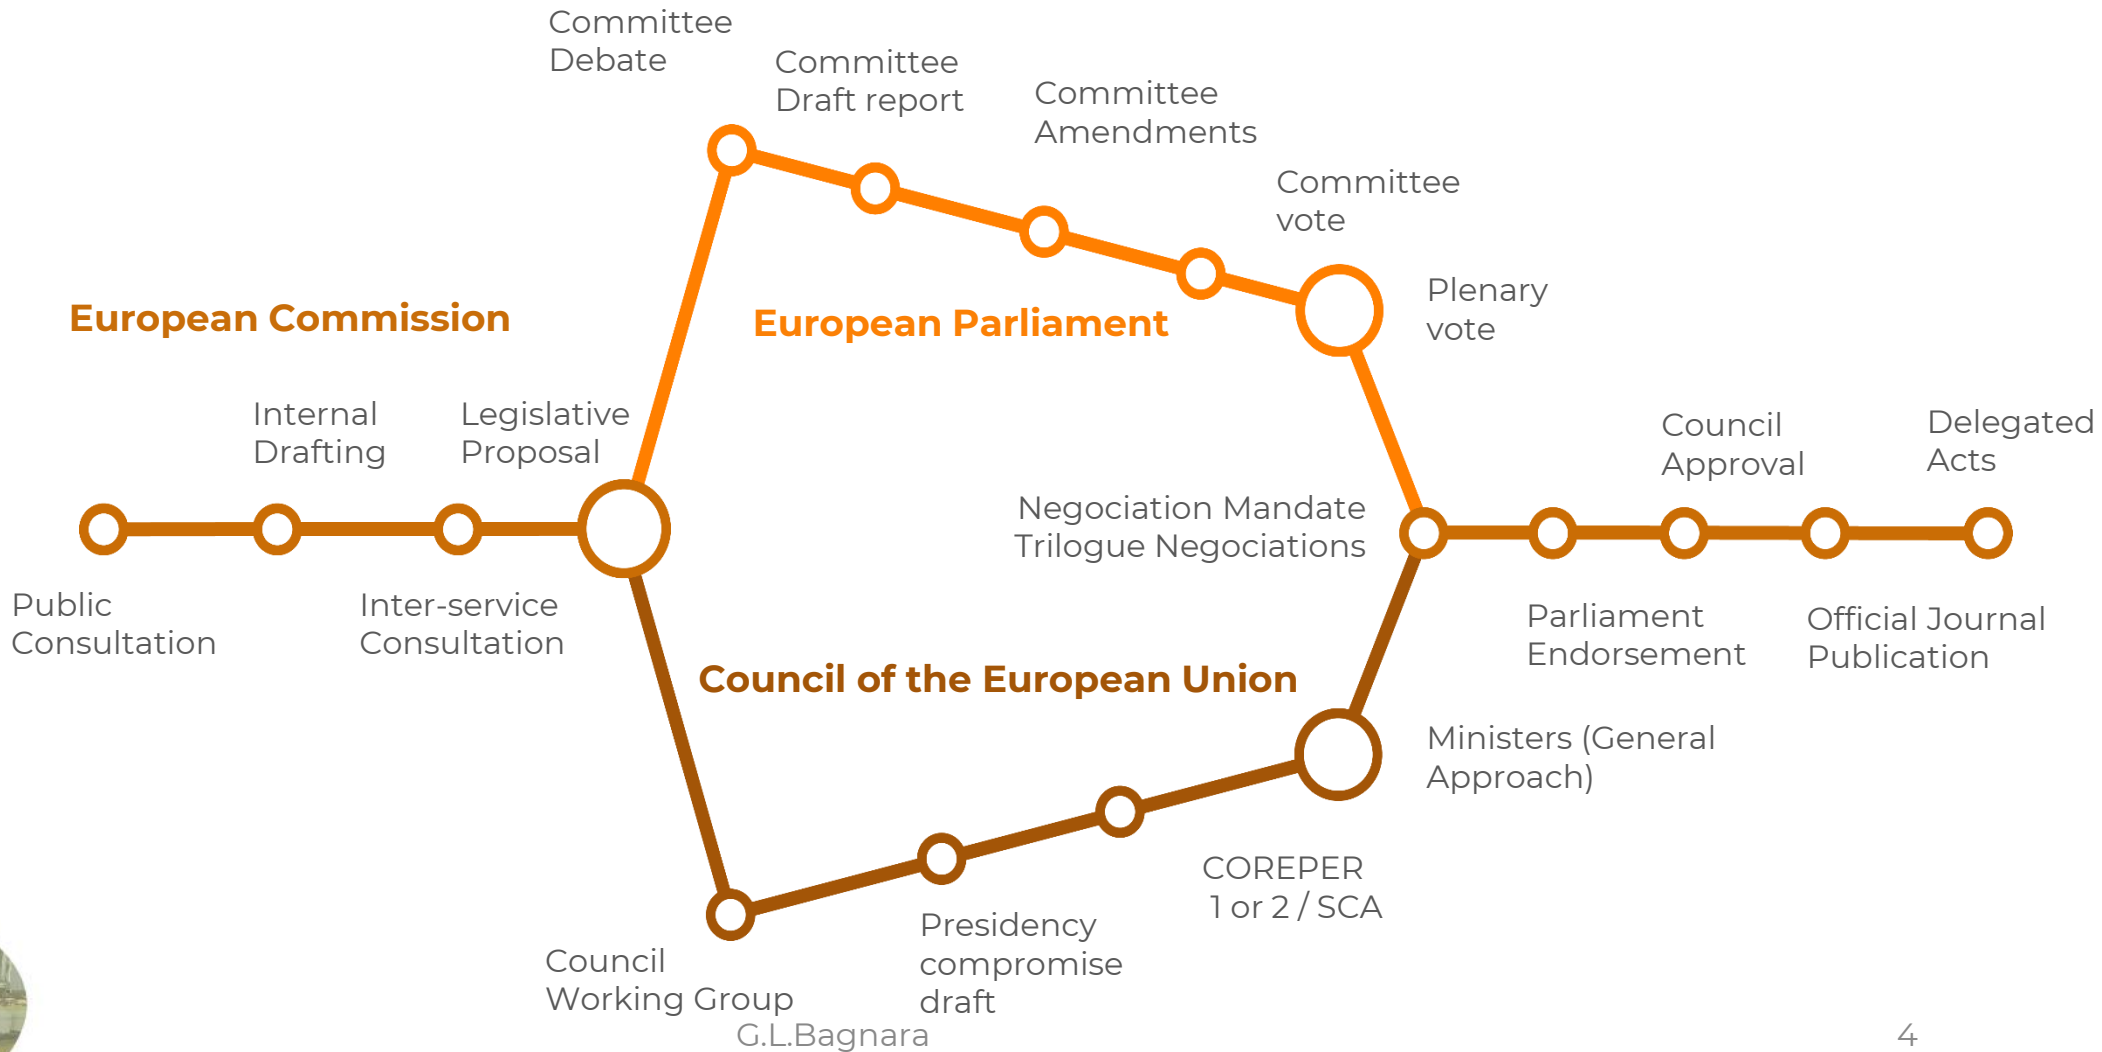 Committee
Debate
Committee
Draft report
Committee
Amendments
Committee
vote
Plenary
vote
European Commission
European Parliament
Internal
Drafting
Legislative
Proposal
Public
Consultation
Inter-service
Consultation
Negociation Mandate
Trilogue Negociations
Council
Approval
Delegated
Acts
Parliament
Endorsement
Official Journal
Publication
Council of the European Union
Ministers (General
Approach)
COREPER
1 or 2 / SCA
Presidency
compromise
draft
Council
Working Group
G.L.Bagnara
4